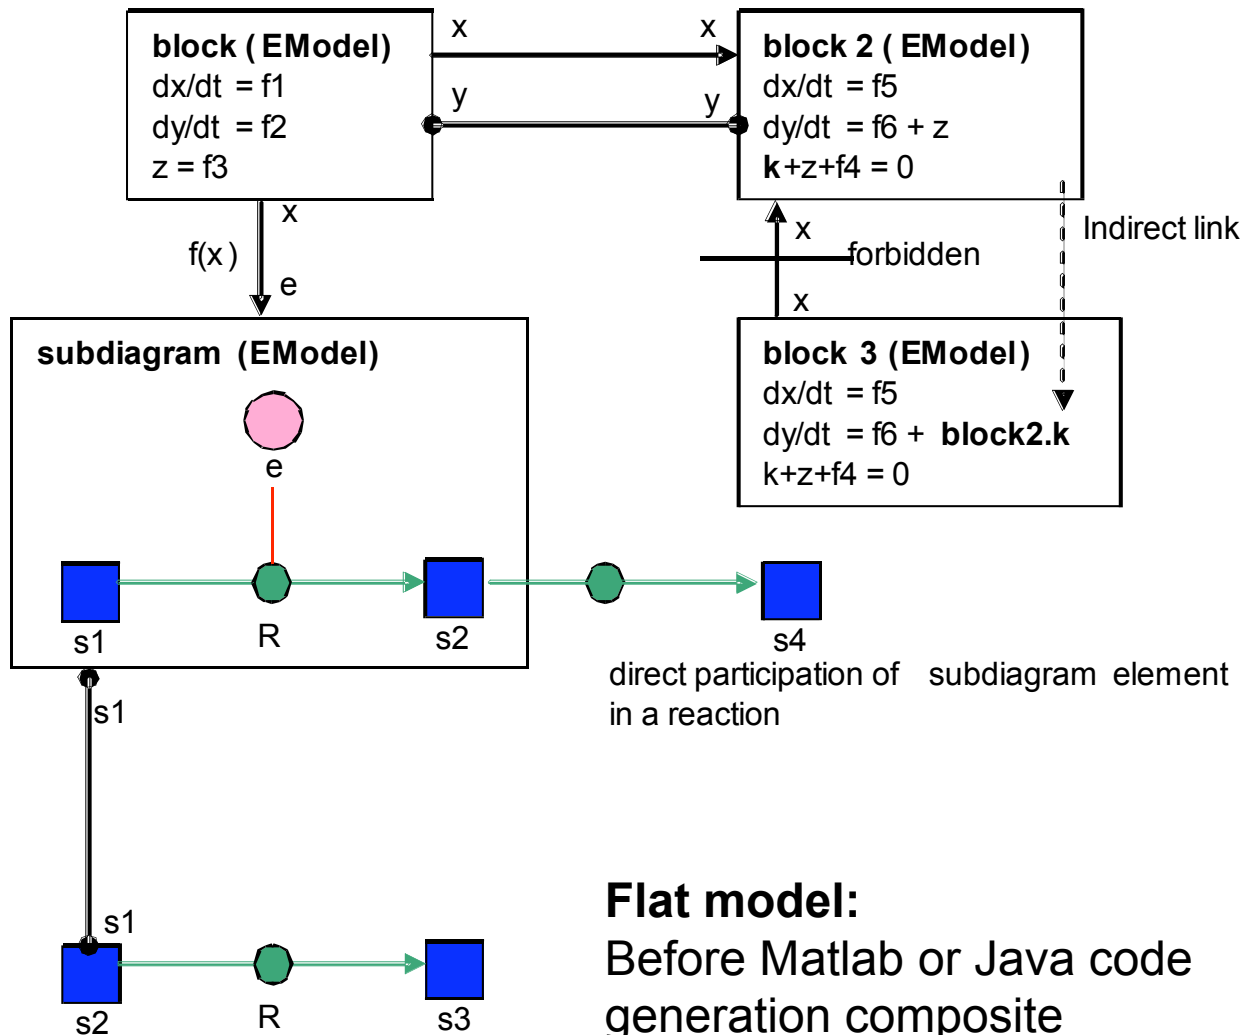 x
x
block (EModel)
dx/dt = f1
dy/dt = f2
z = f3
y
y
block 2 (EModel)
dx/dt = f5
dy/dt = f6 + z
k+z+f4 = 0
x
f(x)
e
x
forbidden
x
Indirect link
subdiagram (EModel)
e
s1
R
s2
block 3 (EModel)
dx/dt = f5
dy/dt = f6 + block2.k
k+z+f4 = 0
s4
direct participation of subdiagram element
in a reaction
s1
s1
s2
R
s3
Flat model:
Before Matlab or Java code
generation composite